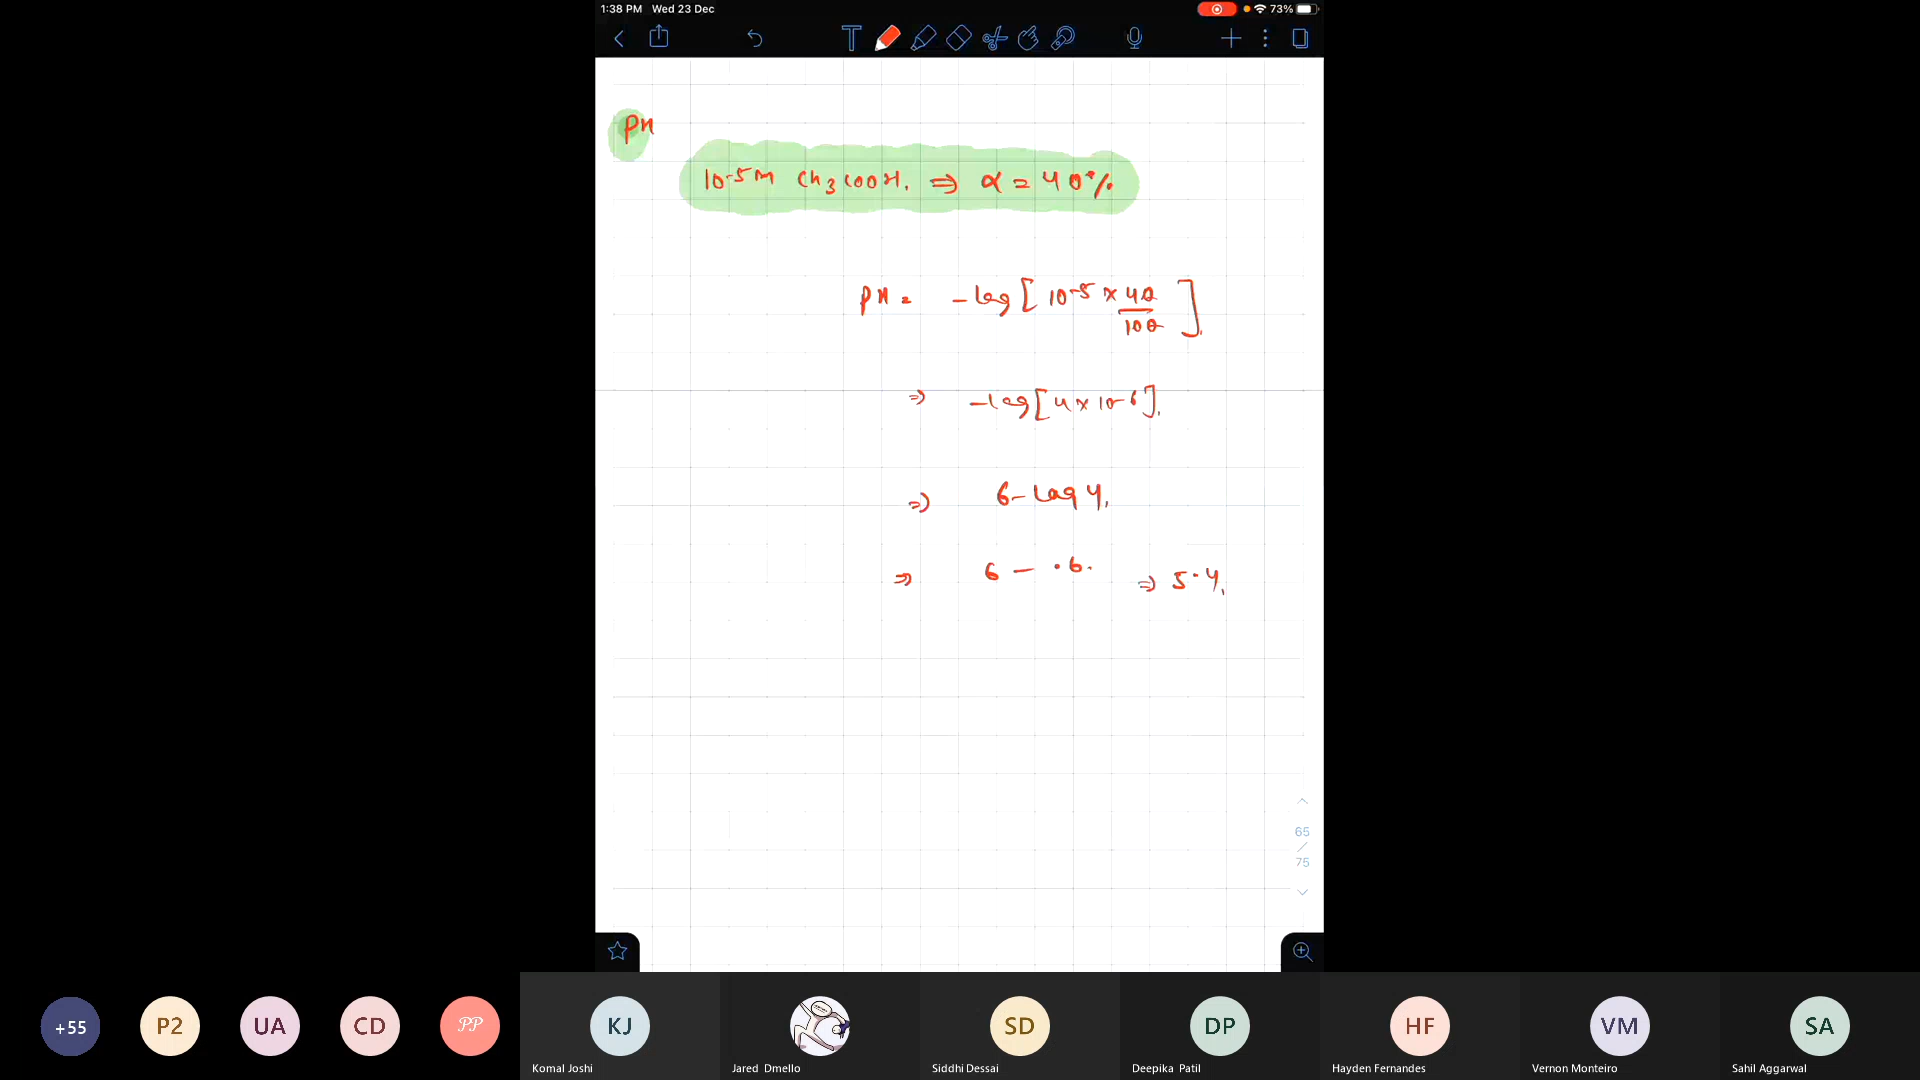 1:38 PM Wed 23 Dec 73%
T
PH
10-5M CH3COOH. ⇒ α = 40%
PH = -log[10-5 × 40/100].
⇒ -log[4×10-6].
⇒ 6-log 4.
⇒ 6 - .6. ⇒ 5.4.
65
/
75
+55 P2 UA CD PP KJ SD DP HF VM SA
Komal Joshi Jared Dmello Siddhi Dessai Deepika Patil Hayden Fernandes Vernon Monteiro Sahil Aggarwal